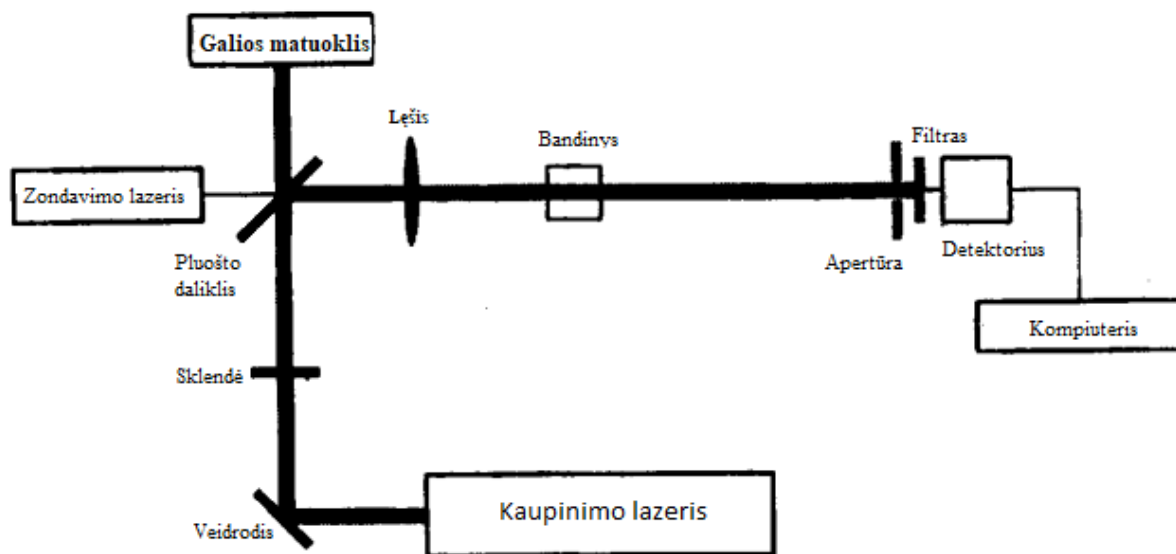 Galios matuoklis
Lęšis
Bandinys
Filtras
Zondavimo lazeris
Pluošto
daliklis
Apertūra
Detektorius
Kompiuteris
Sklendė
Veidrodis
Kaupinimo lazeris